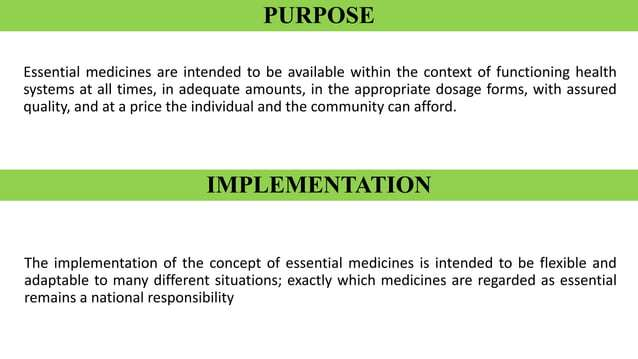 PURPOSE
Essential medicines are intended to be available within the context of functioning health
systems at all times, in adequate amounts, in the appropriate dosage forms, with assured
quality, and at a price the individual and the community can afford.
IMPLEMENTATION
The implementation of the concept of essential medicines is intended to be flexible and
adaptable to many different situations; exactly which medicines are regarded as essential
remains a national responsibility